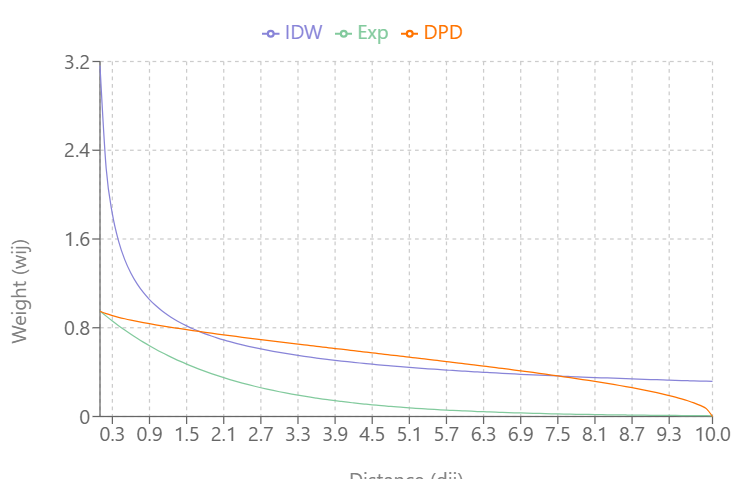 IDW Exp DPD
3.2
2.4
1.6
0.8
0
Weight (wij)
0.3 0.9 1.5 2.1 2.7 3.3 3.9 4.5 5.1 5.7 6.3 6.9 7.5 8.1 8.7 9.3 10.0
Distance (dij)